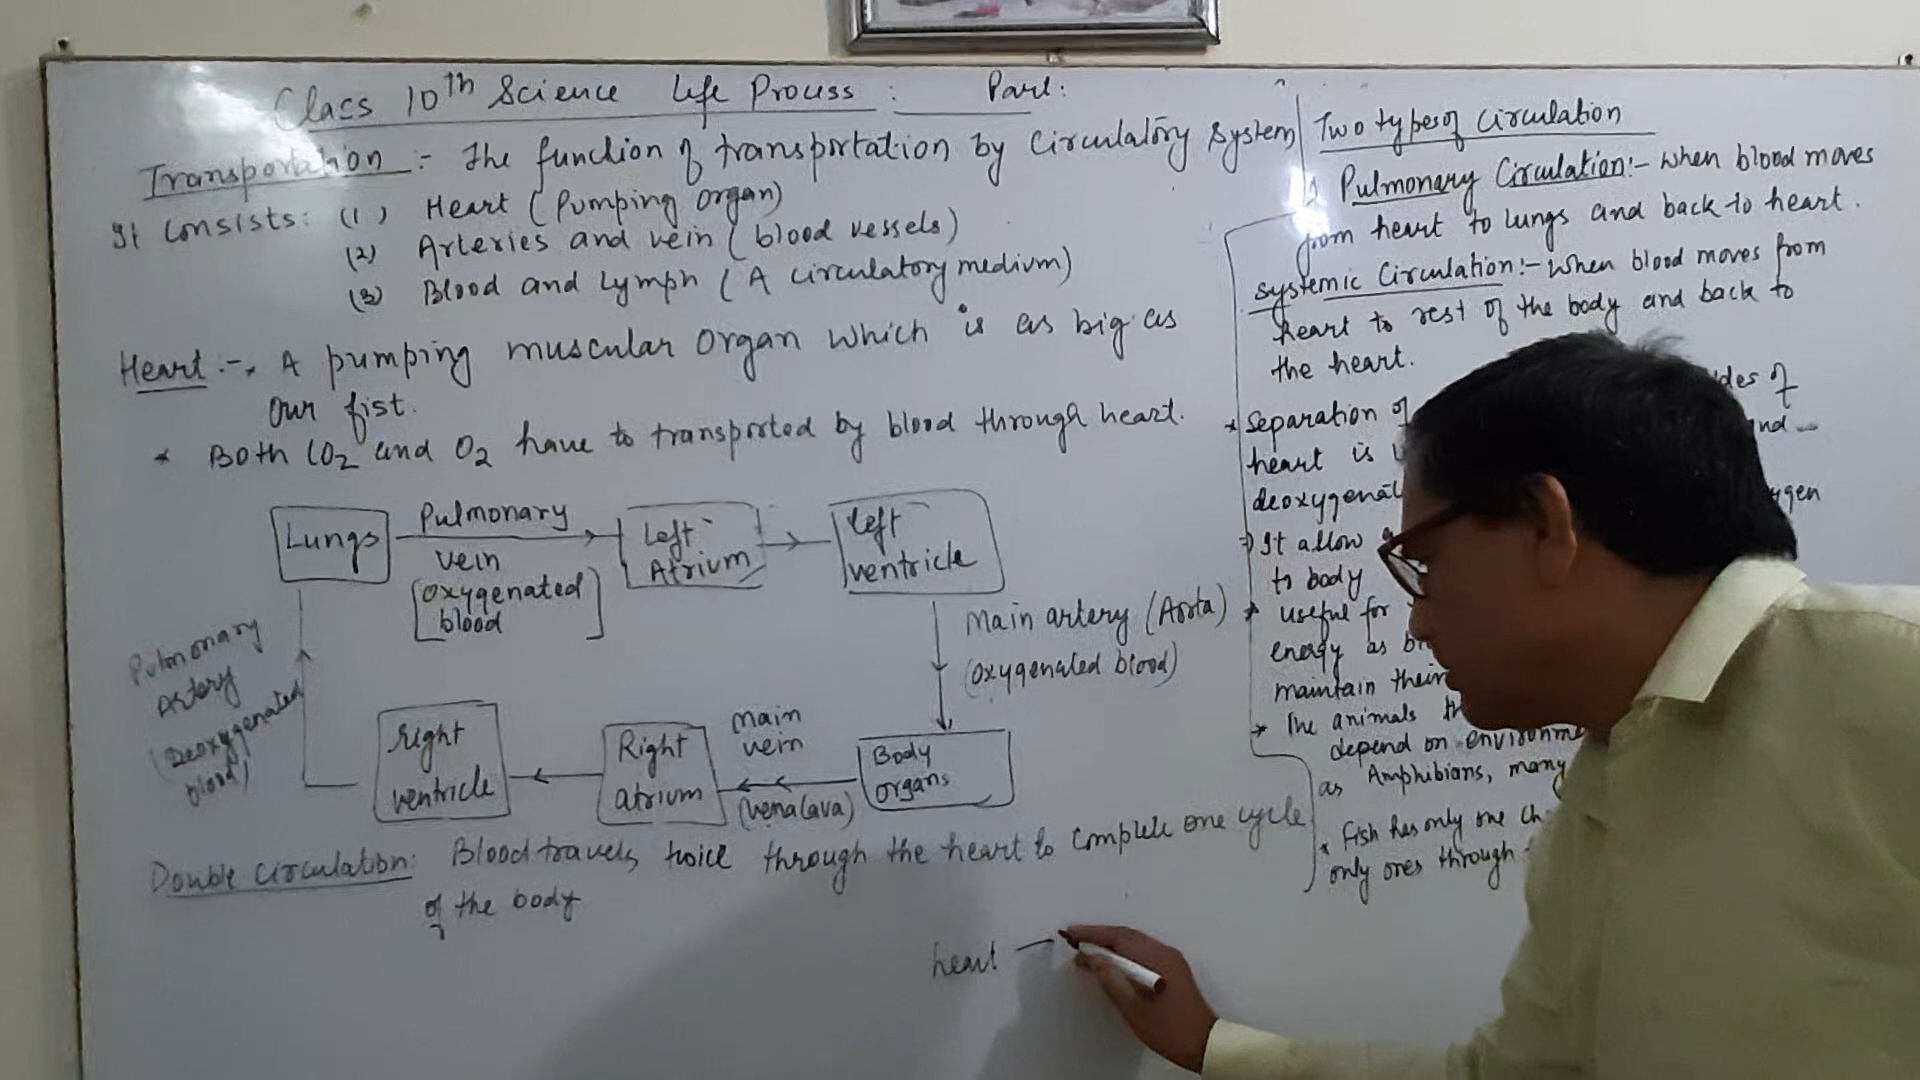 Class 10th Science Life Process : Part:
Transportation :- The function of transportation by Circulatory System
It Consists: (1) Heart (Pumping organ)
(2) Arteries and vein (blood vessels)
(3) Blood and Lymph (A circulatory medium)
Heart :- A pumping muscular organ which is as big as
our fist.
* Both CO2 and O2 have to transported by blood through heart.
Lungs
Pulmonary
vein
[oxygenated
blood]
Left
Atrium
Left
ventricle
Main artery (Aorta)
(oxygenated blood)
Body
organs
main
vein
(vena cava)
Right
atrium
Right
ventricle
Pulmonary
Artery
(Deoxygenated
blood)
Double circulation: Blood travels twice through the heart to complete one cycle
of the body
heart
Two types of circulation
Pulmonary Circulation:- when blood moves
from heart to lungs and back to heart.
Systemic Circulation:- when blood moves from
heart to rest of the body and back to
the heart.
* Separation of
heart is
deoxygenat
It allow
to body
* useful for
energy as
maintain their
* The animals
depend on environme
as Amphibians, many
* Fish has only one
only ones through